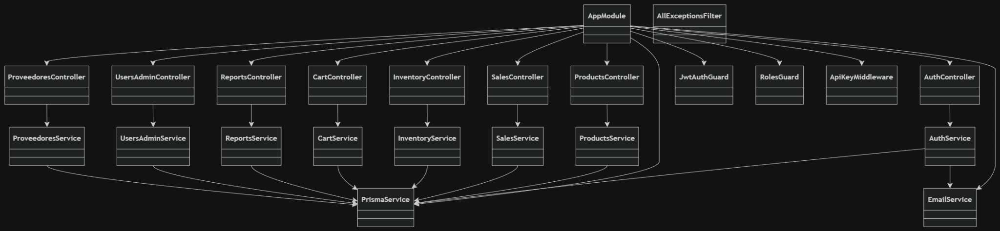 AppModule
AllExceptionsFilter
ProveedoresController
UsersAdminController
ReportsController
CartController
InventoryController
SalesController
ProductsController
JwtAuthGuard
RolesGuard
ApiKeyMiddleware
AuthController
ProveedoresService
UsersAdminService
ReportsService
CartService
InventoryService
SalesService
ProductsService
AuthService
PrismaService
EmailService